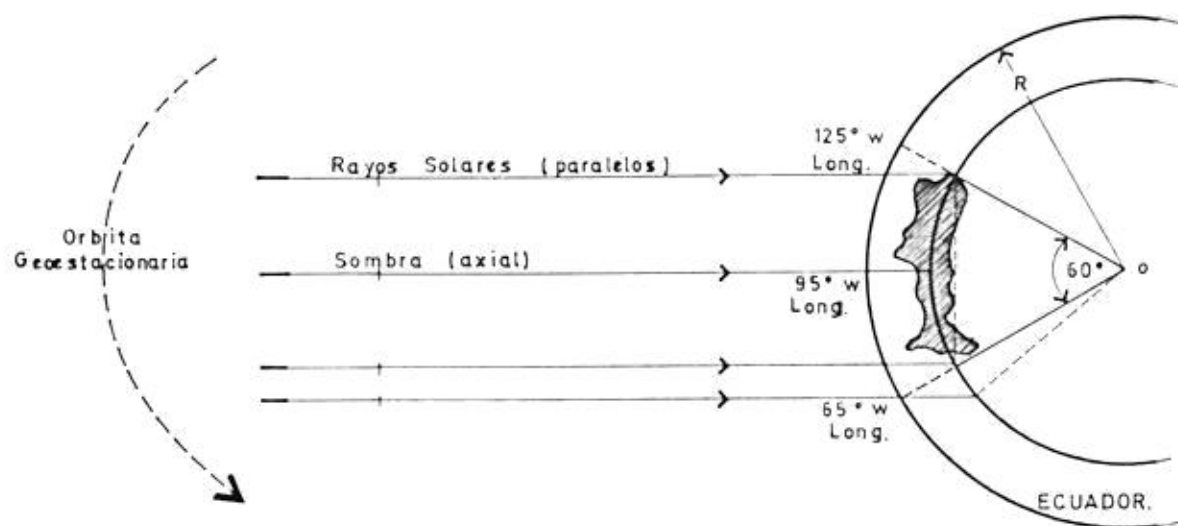 R
125° w
Long.
Rayos Solares (paralelos)
Orbita
Geoestacionaria
Sombra (axial)
95° w
Long.
60°
o
65° w
Long.
ECUADOR.